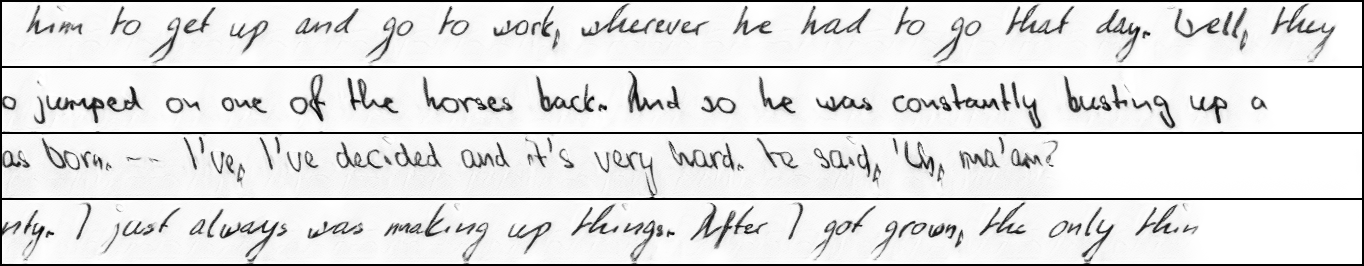 him to get up and go to work, wherever he had to go that day. Well, they
o jumped on one of the horses back. And so he was constantly busting up a
as born. -- I've, I've decided and it's very hard. He said, 'Uh, ma'am?
nty. I just always was making up things. After I got grown, the only thin